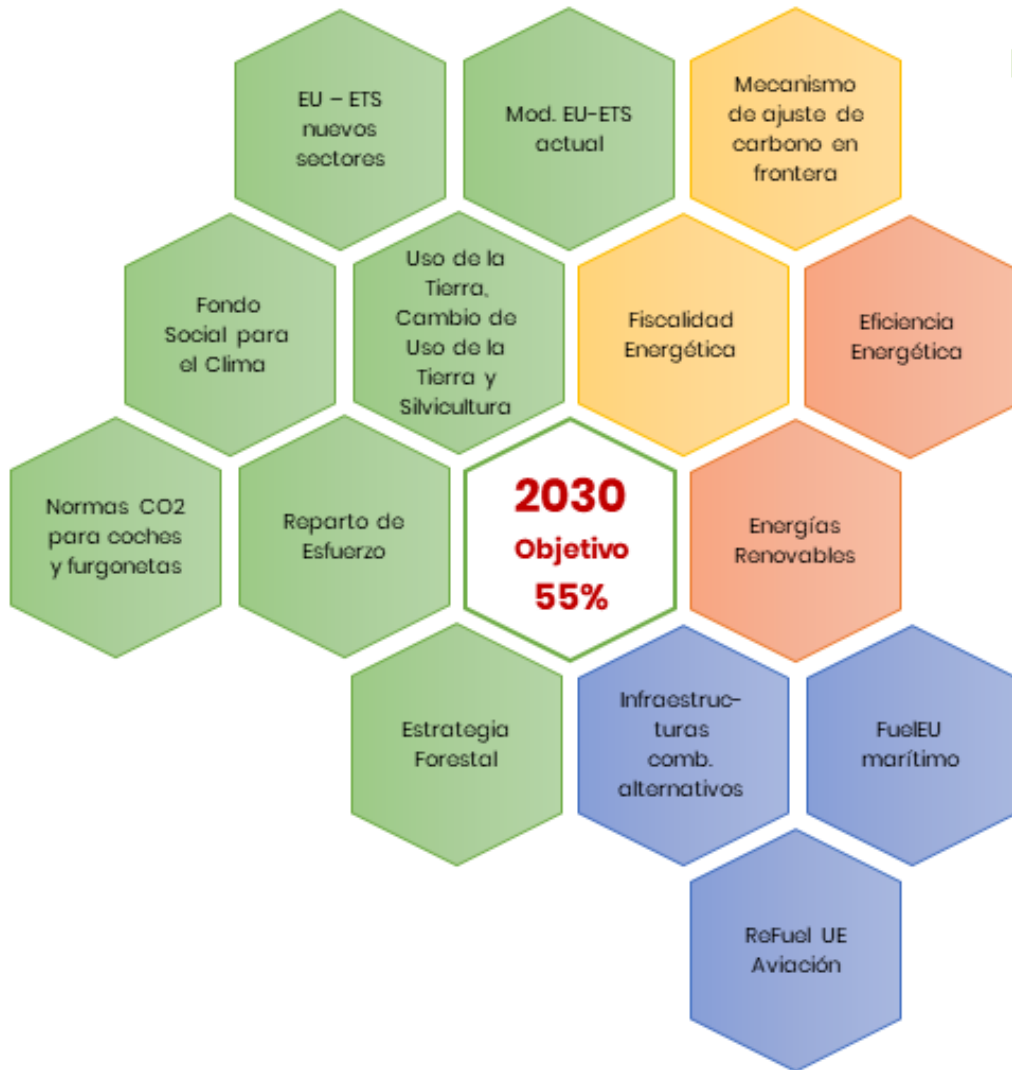 EU – ETS
nuevos
sectores
Mod. EU-ETS
actual
Mecanismo
de ajuste de
carbono en
frontera
Fondo
Social para
el Clima
Uso de la
Tierra,
Cambio de
Uso de la
Tierra y
Silvicultura
Fiscalidad
Energética
Eficiencia
Energética
Normas CO2
para coches
y furgonetas
Reparto de
Esfuerzo
2030
Objetivo
55%
Energías
Renovables
Estrategia
Forestal
Infraestruc-
turas
comb.
alternativos
FuelEU
marítimo
ReFuel UE
Aviación